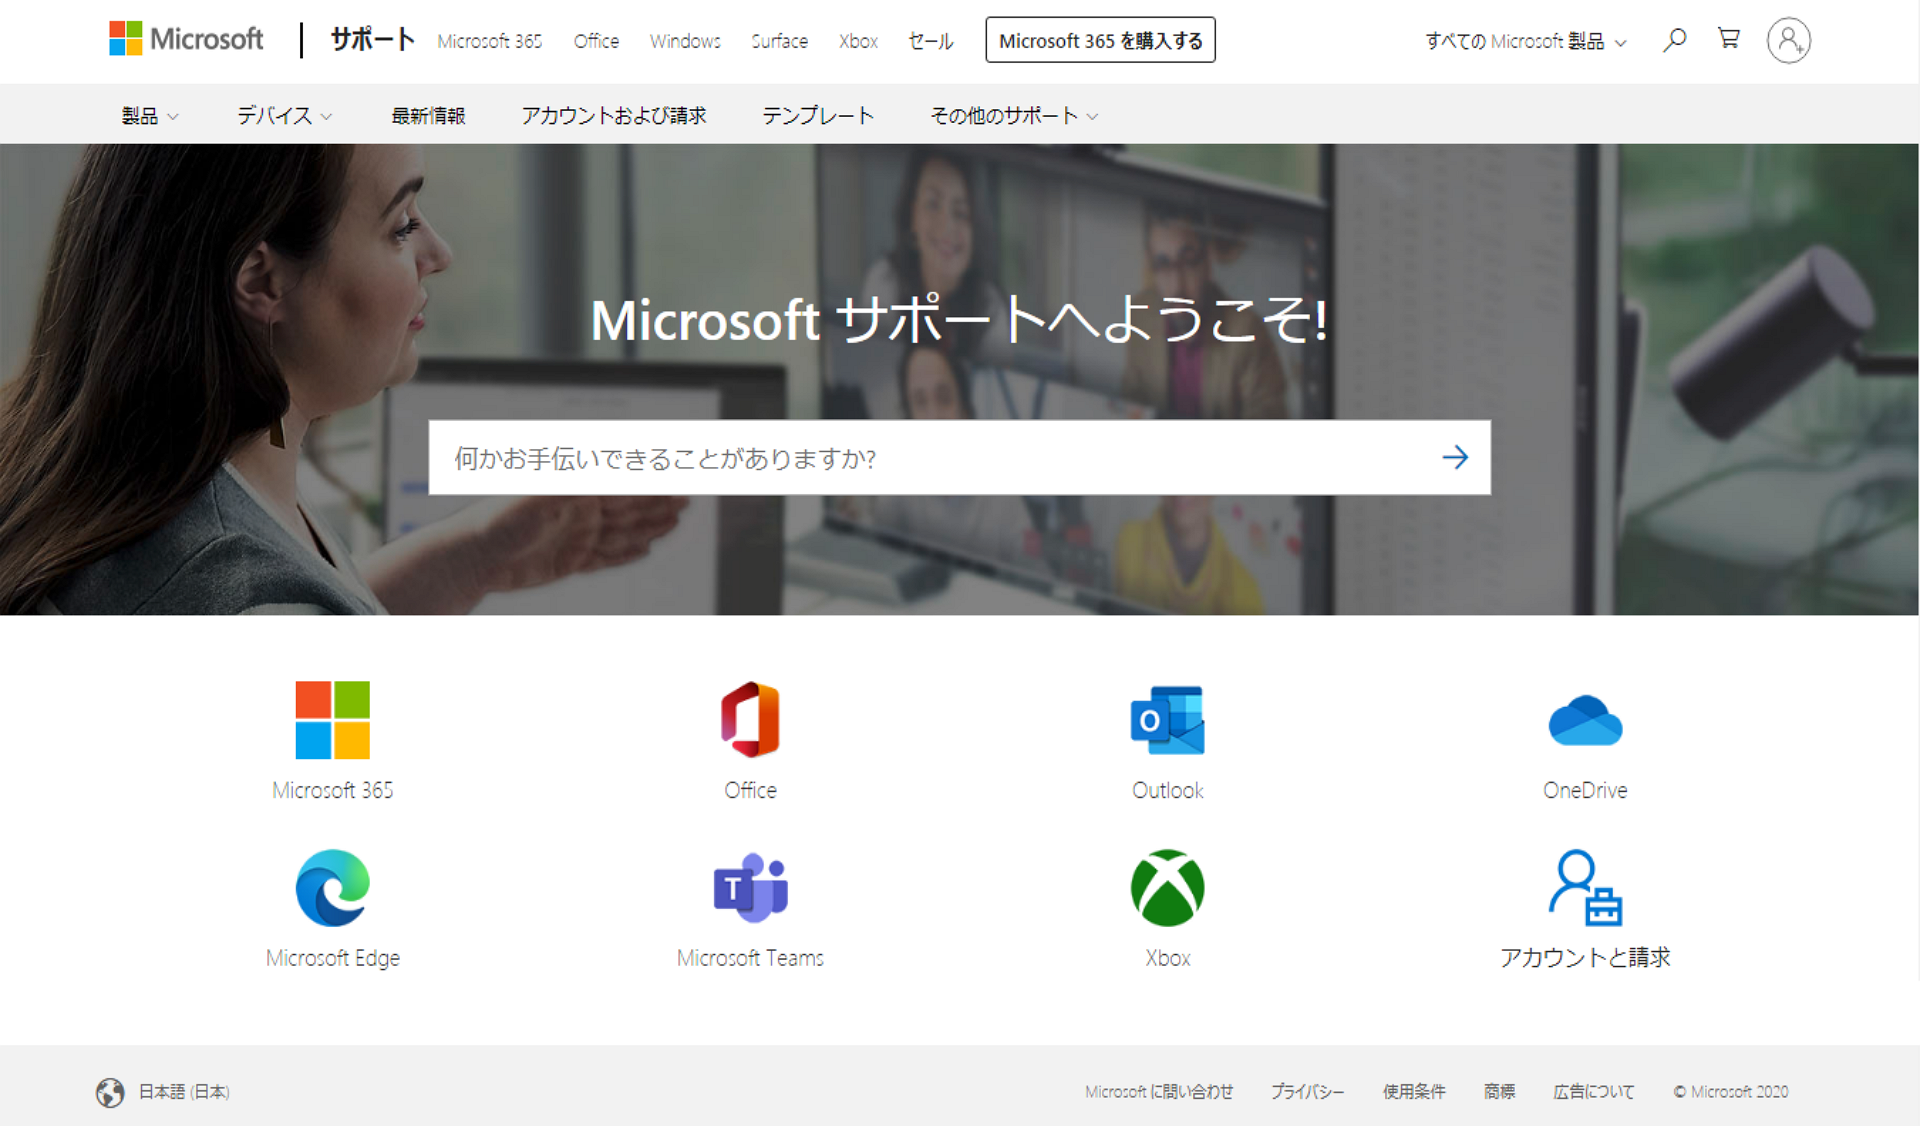 Microsoft サポート Microsoft 365 Office Windows Surface Xbox セール Microsoft 365 を購入する すべての Microsoft 製品
製品 デバイス 最新情報 アカウントおよび請求 テンプレート その他のサポート
Microsoft サポートへようこそ!
何かお手伝いできることがありますか?
Microsoft 365 Office Outlook OneDrive
Microsoft Edge Microsoft Teams Xbox アカウントと請求
日本語 (日本) Microsoft に問い合わせ プライバシー 使用条件 商標 広告について © Microsoft 2020